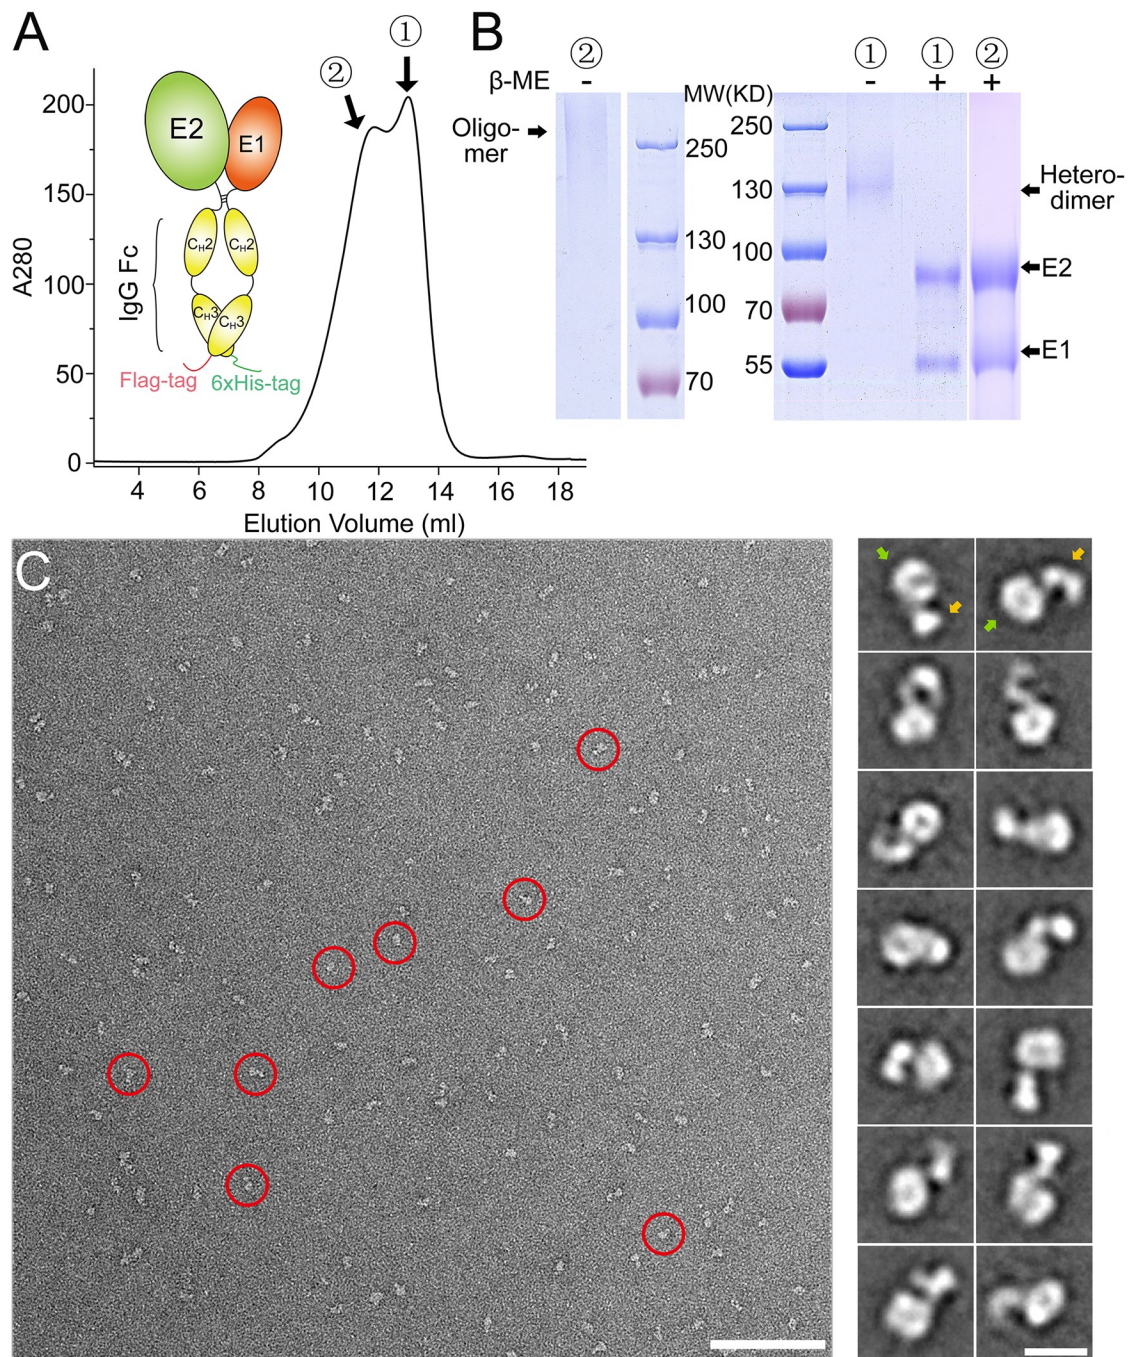 A
①
②
200
150
100
50
0
A280
E2
E1
CH2
CH2
CH3
CH3
IgG Fc
Flag-tag
6xHis-tag
4
6
8
10
12
14
16
18
Elution Volume (ml)
B
②
①
①
②
β-ME
-
-
+
+
MW(KD)
Oligo-
mer
250
130
100
70
250
130
100
70
55
Hetero-
dimer
E2
E1
C